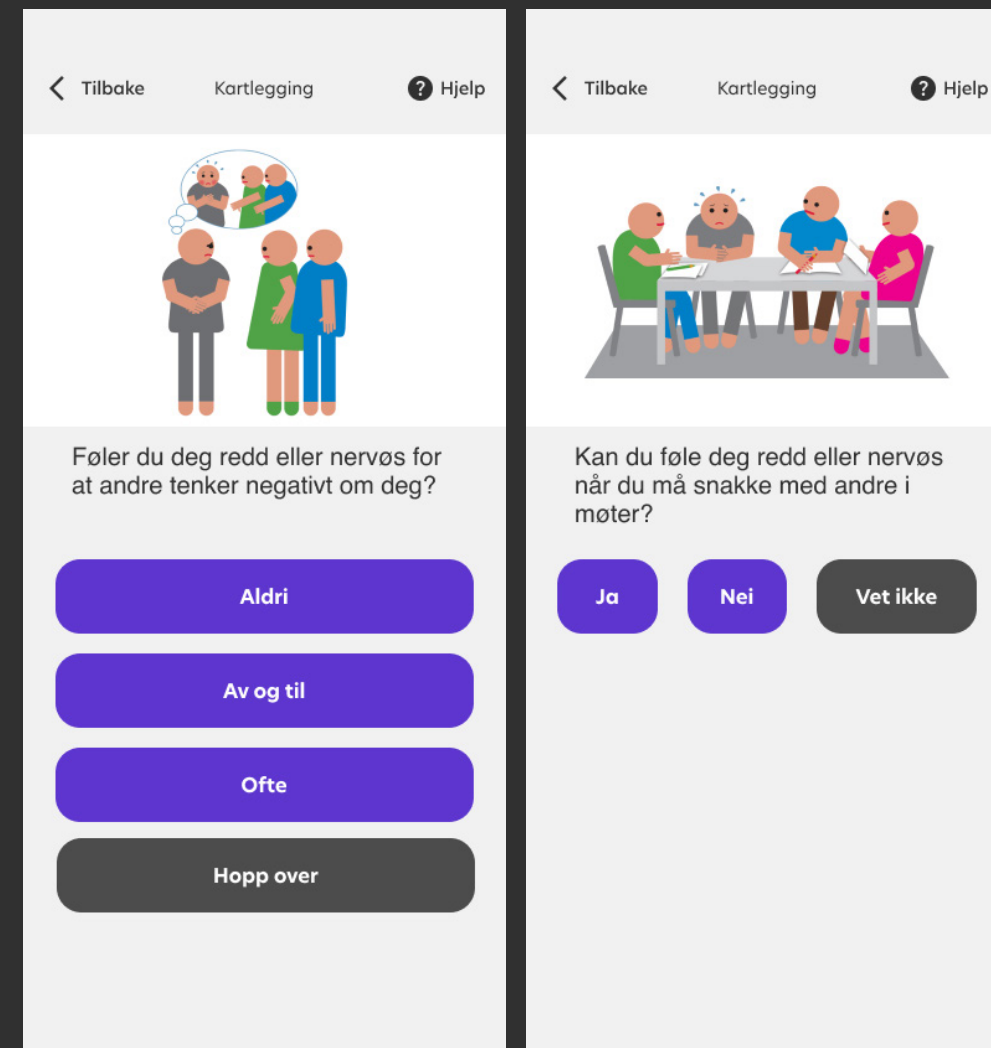 Tilbake Kartlegging ? Hjelp
Føler du deg redd eller nervøs for
at andre tenker negativt om deg?
Aldri
Av og til
Ofte
Hopp over
Tilbake Kartlegging ? Hjelp
Kan du føle deg redd eller nervøs
når du må snakke med andre i
møter?
Ja Nei Vet ikke